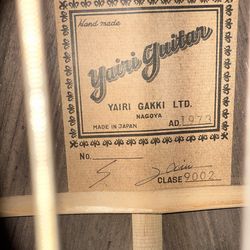 Hand made
Yairi Guitar
YAIRI GAKKI LTD.
NAGOYA
MADE IN JAPAN AD. 1973
No.
CLASE 9002